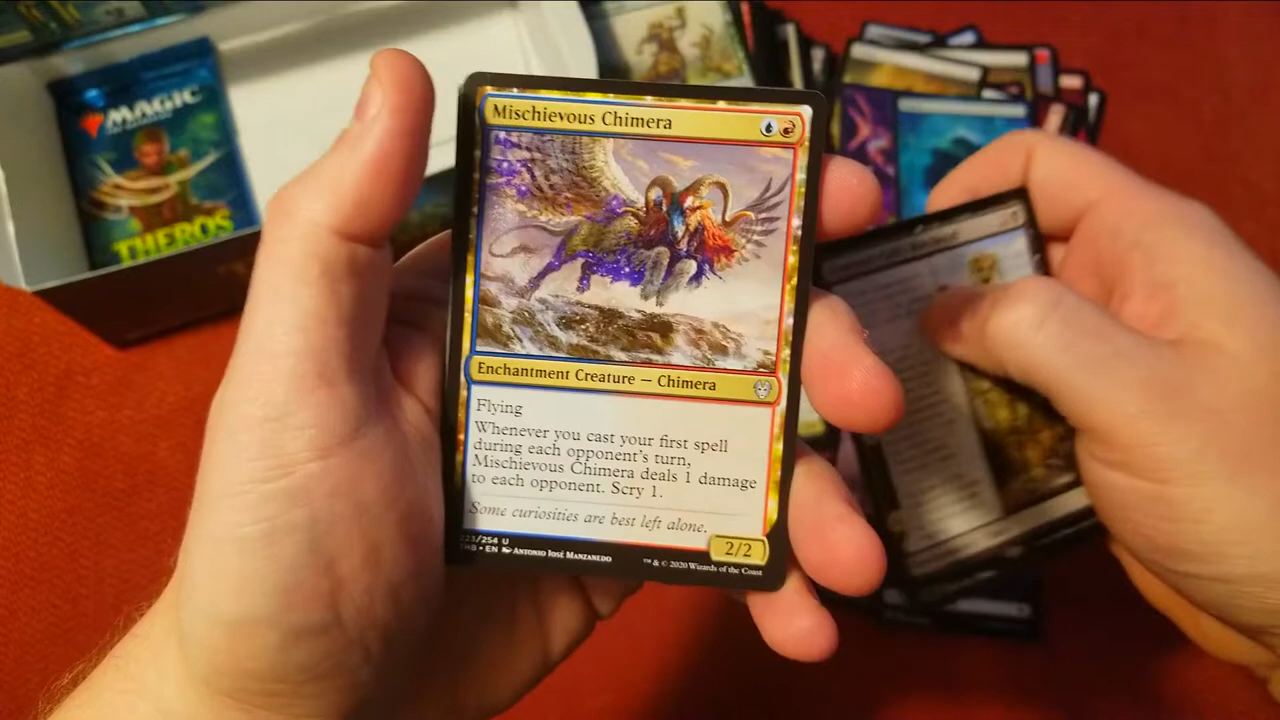 MAGIC
THEROS
Mischievous Chimera
Enchantment Creature — Chimera
Flying
Whenever you cast your first spell
during each opponent's turn,
Mischievous Chimera deals 1 damage
to each opponent. Scry 1.
Some curiosities are best left alone.
2/2
/254 U
THB • EN Antonio José Manzanedo
™ & © 2020 Wizards of the Coast